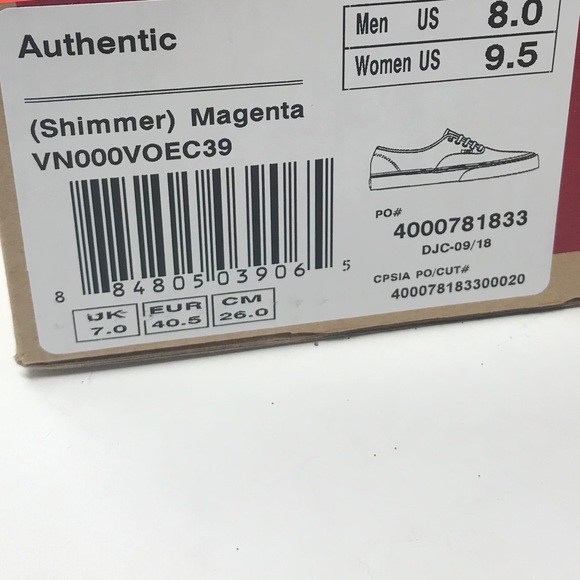 Authentic
Men US 8.0
Women US 9.5
(Shimmer) Magenta
VN000VOEC39
8 84805 03906 5
UK 7.0
EUR 40.5
CM 26.0
PO#
4000781833
DJC-09/18
CPSIA PO/CUT#
400078183300020